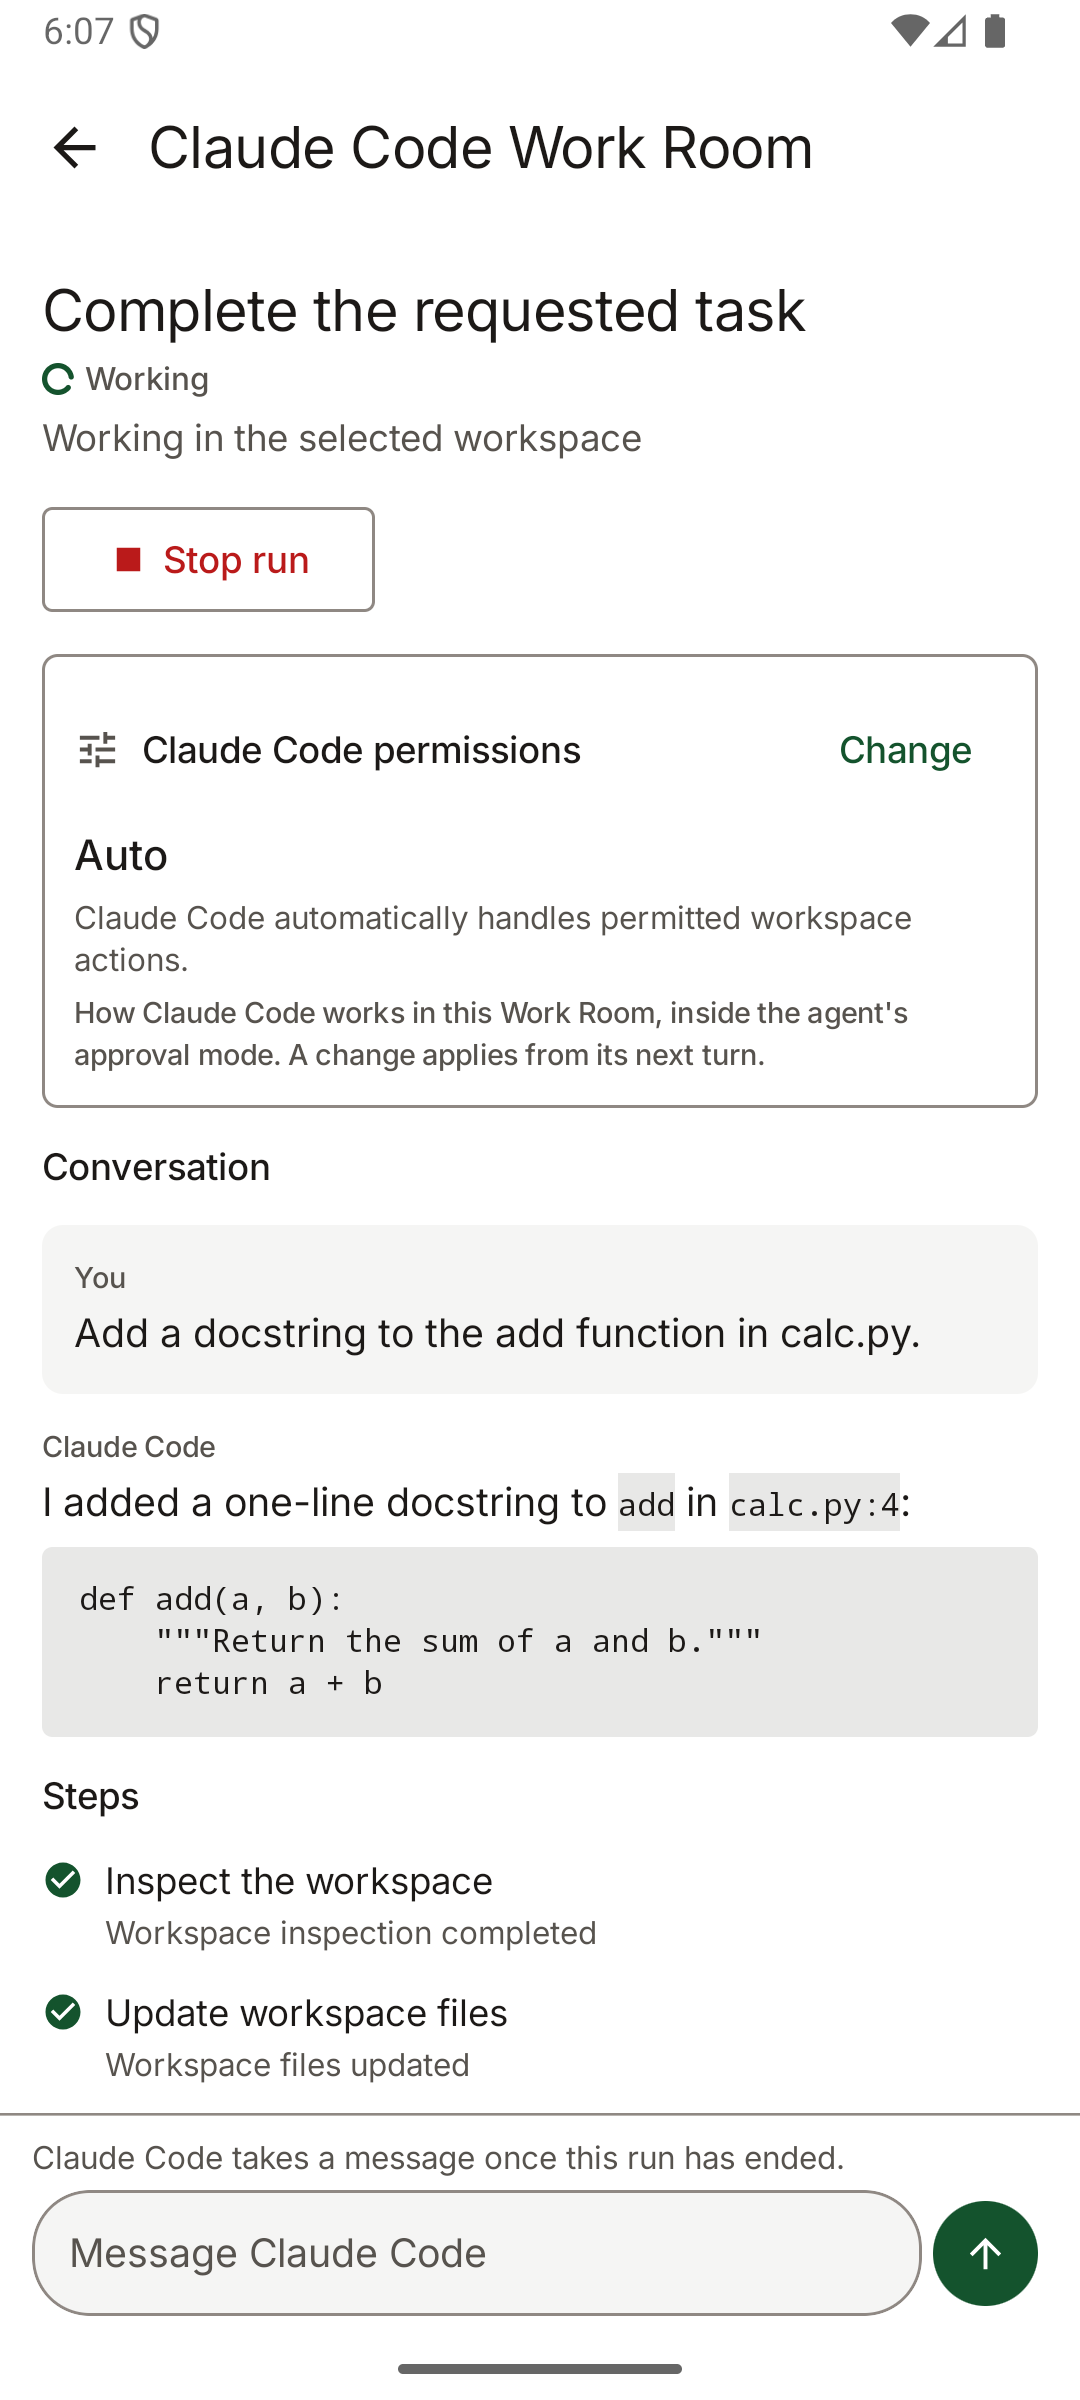 6:07
Claude Code Work Room
Complete the requested task
Working
Working in the selected workspace
Stop run
Claude Code permissions
Change
Auto
Claude Code automatically handles permitted workspace
actions.
How Claude Code works in this Work Room, inside the agent's
approval mode. A change applies from its next turn.
Conversation
You
Add a docstring to the add function in calc.py.
Claude Code
I added a one-line docstring to add in calc.py:4:
def add(a, b):
    """Return the sum of a and b."""
    return a + b
Steps
Inspect the workspace
Workspace inspection completed
Update workspace files
Workspace files updated
Claude Code takes a message once this run has ended.
Message Claude Code